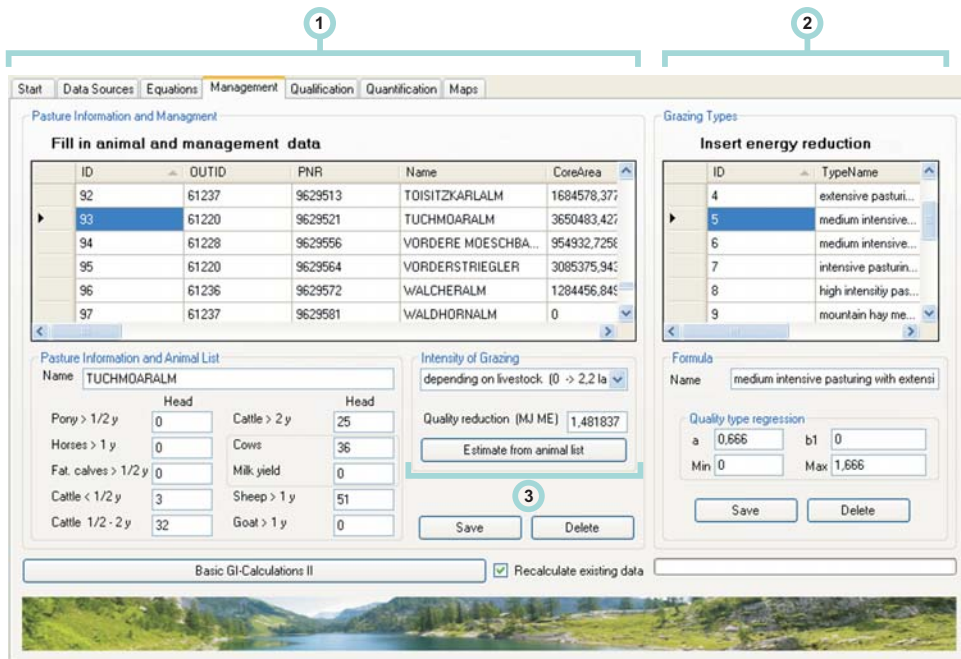 1
2
Start Data Sources Equations Management Qualification Quantification Maps
Pasture Information and Managment
Fill in animal and management data
ID OUTID PNR Name CoreArea
92 61237 9629513 TOISITZKARLALM 1684578,377
93 61220 9629521 TUCHMOARALM 3650483,427
94 61228 9629556 VORDERE MOESCHBA... 954932,7258
95 61220 9629564 VORDERSTRIEGLER 3085375,943
96 61236 9629572 WALCHERALM 1284456,849
97 61237 9629581 WALDHORNALM 0
Grazing Types
Insert energy reduction
ID TypeName
4 extensive pasturi...
5 medium intensive...
6 medium intensive...
7 intensive pasturin...
8 high intensitiy pas...
9 mountain hay me...
Pasture Information and Animal List
Name TUCHMOARALM
Head Head
Pony > 1/2 y 0 Cattle > 2 y 25
Horses > 1 y 0 Cows 36
Fat. calves > 1/2 y 0 Milk yield 0
Cattle < 1/2 y 3 Sheep > 1 y 51
Cattle 1/2 - 2 y 32 Goat > 1 y 0
Intensity of Grazing
depending on livestock (0 -> 2,2 la
Quality reduction (MJ ME) 1,481837
Estimate from animal list
3
Save Delete
Formula
Name medium intensive pasturing with extensi
Quality type regression
a 0,666 b1 0
Min 0 Max 1,666
Save Delete
Basic GI-Calculations II Recalculate existing data